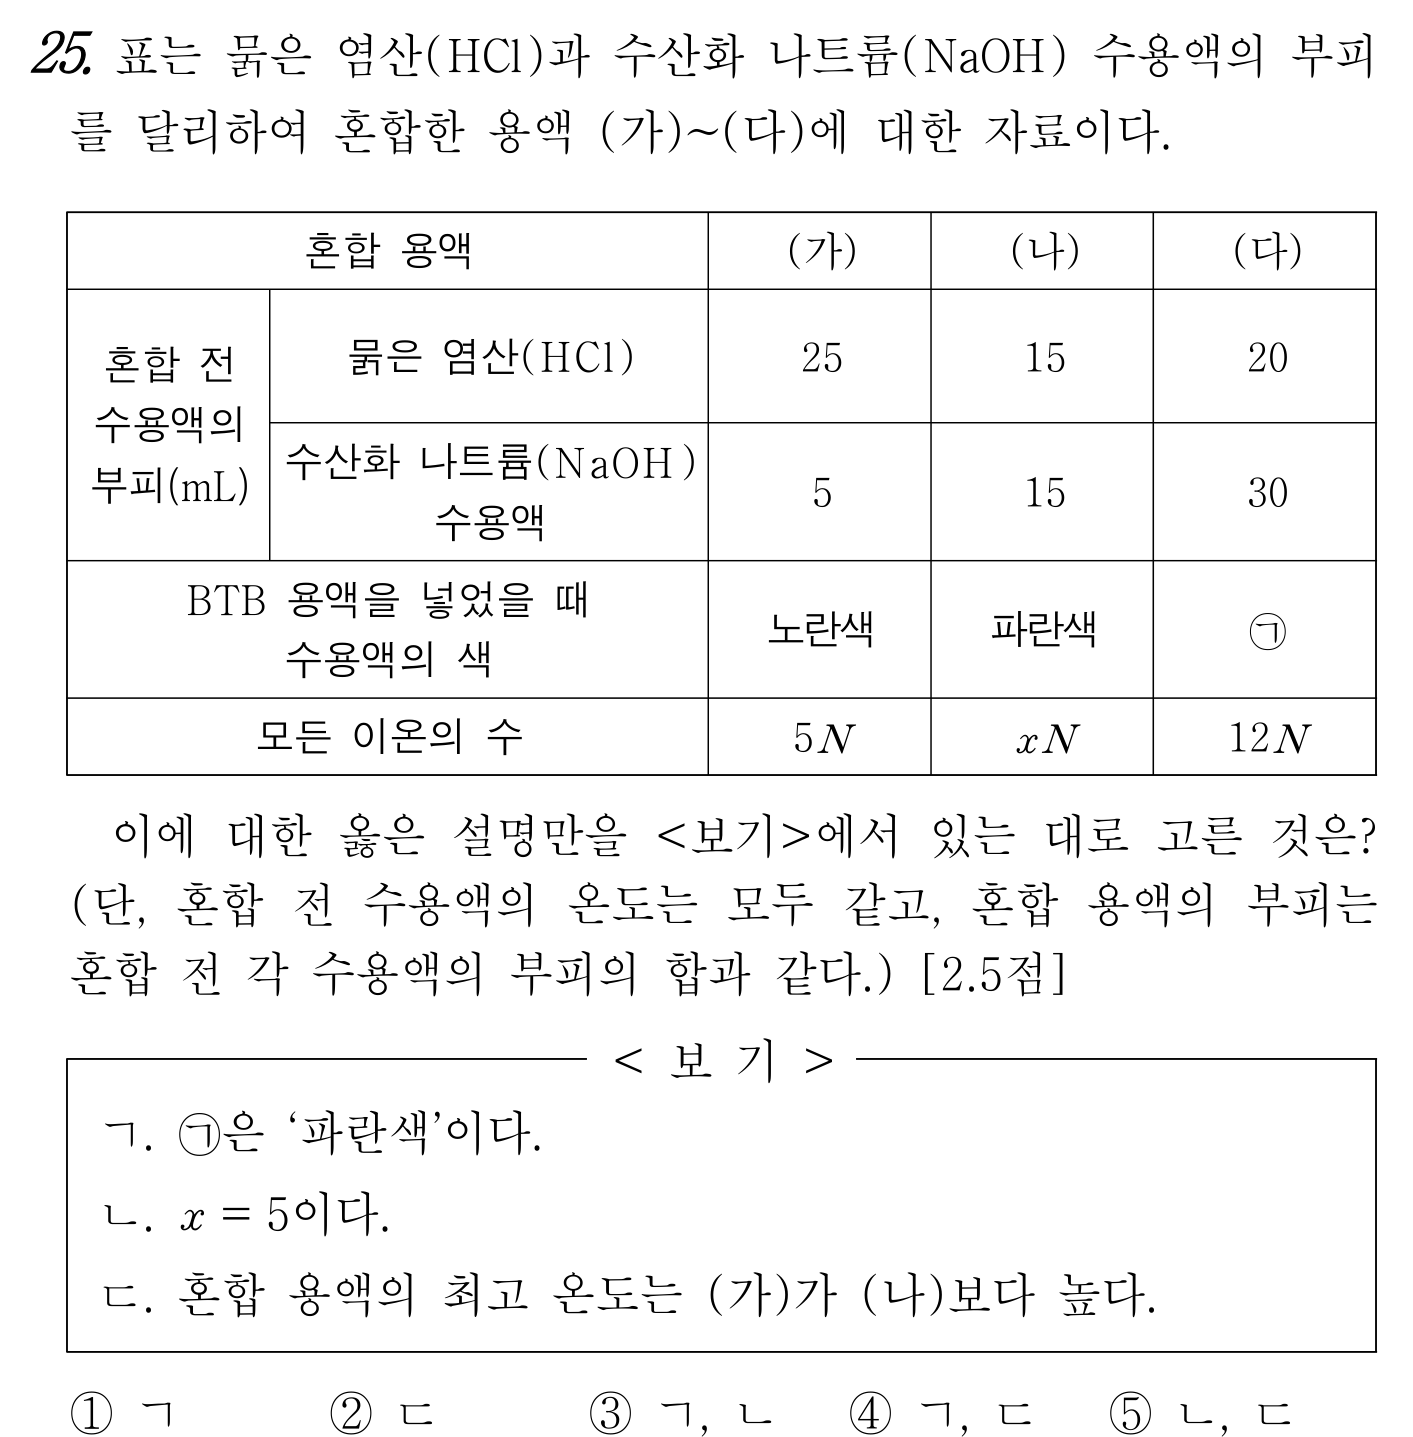 25. 표는 묽은 염산(HCl)과 수산화 나트륨(NaOH) 수용액의 부피
를 달리하여 혼합한 용액 (가)~(다)에 대한 자료이다.
혼합 용액 (가) (나) (다)
혼합 전
수용액의
부피(mL)
묽은 염산(HCl) 25 15 20
수산화 나트륨(NaOH)
수용액
5 15 30
BTB 용액을 넣었을 때
수용액의 색
노란색 파란색 ㉠
모든 이온의 수 5N xN 12N
이에 대한 옳은 설명만을 <보기>에서 있는 대로 고른 것은?
(단, 혼합 전 수용액의 온도는 모두 같고, 혼합 용액의 부피는
혼합 전 각 수용액의 부피의 합과 같다.) [2.5점]
< 보 기 >
ㄱ. ㉠은 ‘파란색’이다.
ㄴ. x = 5이다.
ㄷ. 혼합 용액의 최고 온도는 (가)가 (나)보다 높다.
① ㄱ ② ㄷ ③ ㄱ, ㄴ ④ ㄱ, ㄷ ⑤ ㄴ, ㄷ